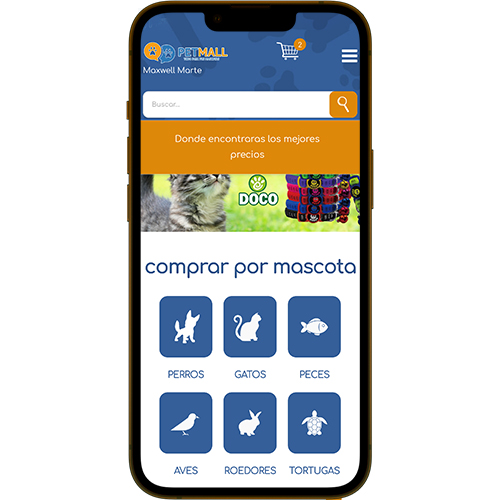 PETMALL
2
Maxwell Marte
Buscar...
Donde encontraras los mejores
precios
DOCO
comprar por mascota
PERROS GATOS PECES
AVES ROEDORES TORTUGAS